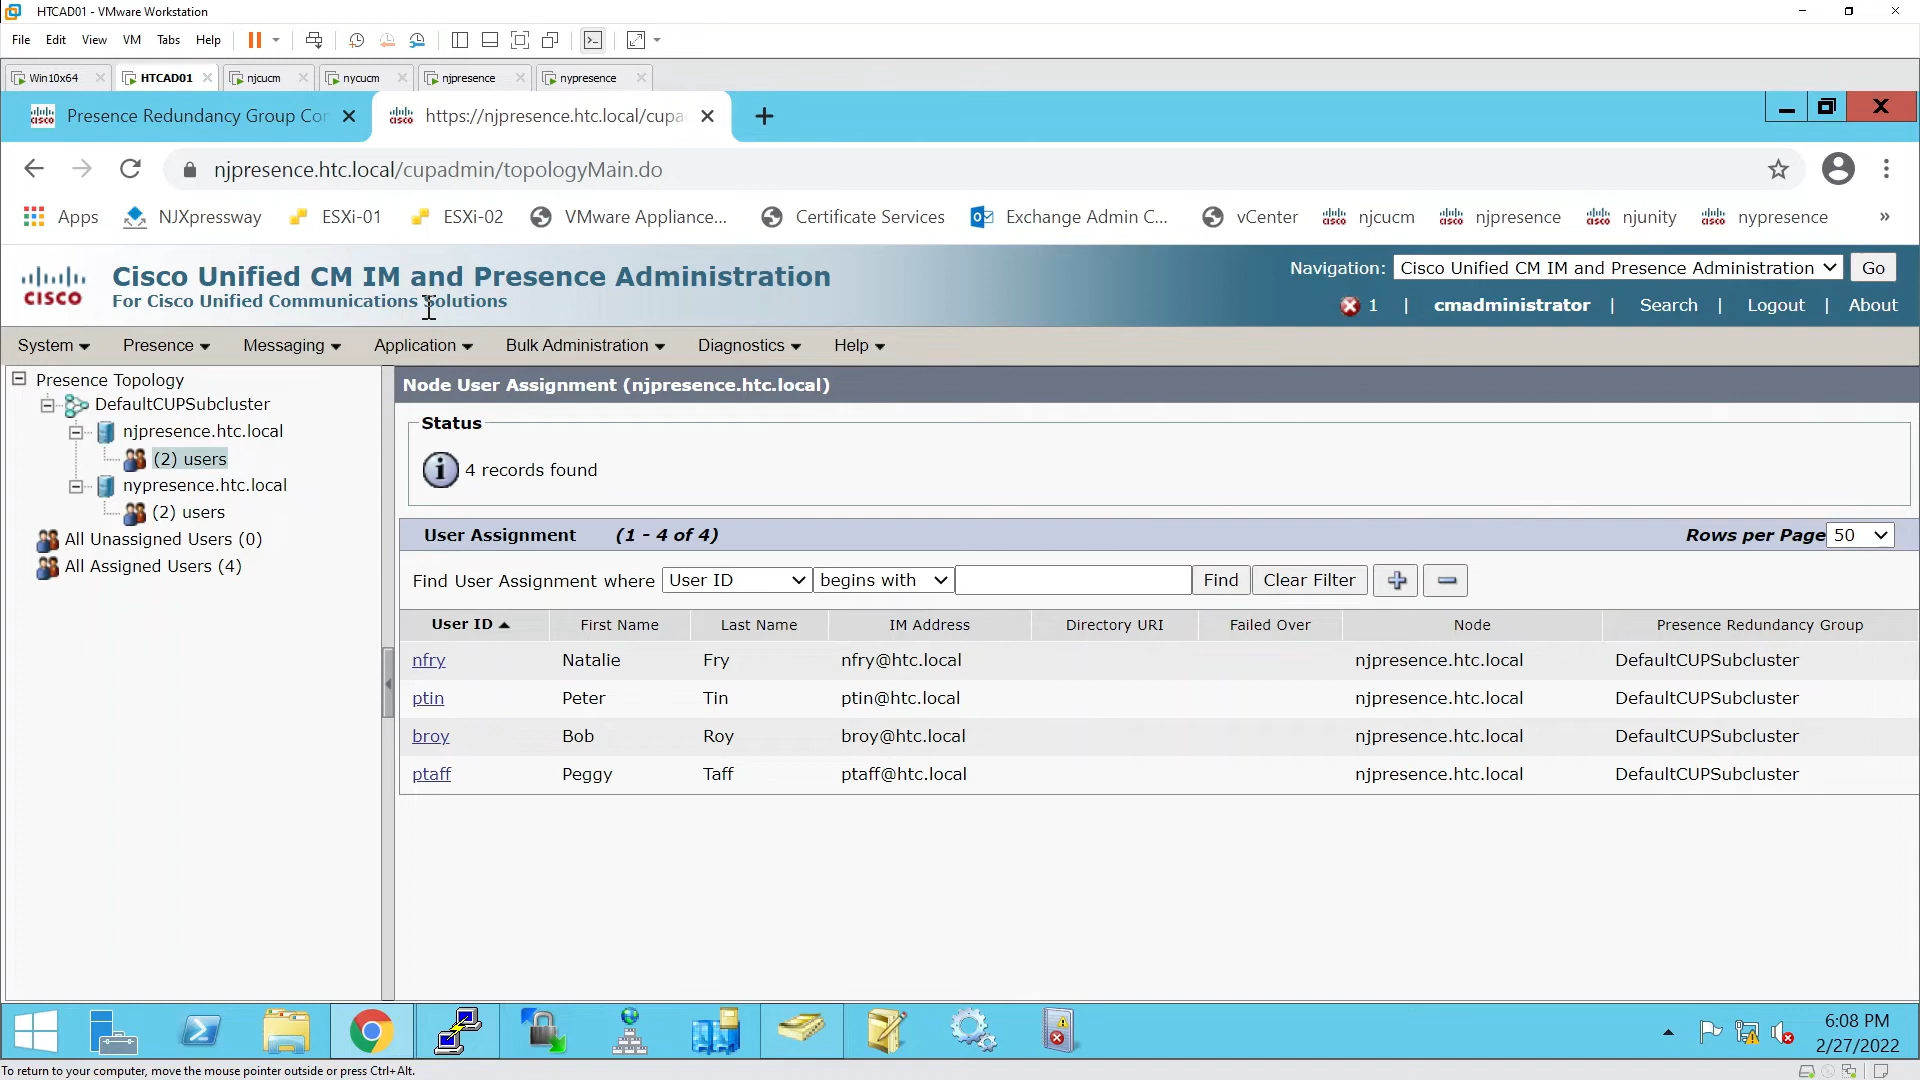 HTCAD01 - VMware Workstation
File Edit View VM Tabs Help
Win10x64 HTCAD01 njcucm nycucm njpresence nypresence
Presence Redundancy Group Cor https://njpresence.htc.local/cupa
njpresence.htc.local/cupadmin/topologyMain.do
Apps NJXpressway ESXi-01 ESXi-02 VMware Appliance... Certificate Services Exchange Admin C... vCenter njcucm njpresence njunity nypresence »
CISCO Cisco Unified CM IM and Presence Administration
For Cisco Unified Communications Solutions
Navigation: Cisco Unified CM IM and Presence Administration Go
1 | cmadministrator | Search | Logout | About
System Presence Messaging Application Bulk Administration Diagnostics Help
Presence Topology
DefaultCUPSubcluster
njpresence.htc.local
(2) users
nypresence.htc.local
(2) users
All Unassigned Users (0)
All Assigned Users (4)
Node User Assignment (njpresence.htc.local)
Status
4 records found
User Assignment (1 - 4 of 4) Rows per Page 50
Find User Assignment where User ID begins with Find Clear Filter
User ID First Name Last Name IM Address Directory URI Failed Over Node Presence Redundancy Group
nfry Natalie Fry nfry@htc.local njpresence.htc.local DefaultCUPSubcluster
ptin Peter Tin ptin@htc.local njpresence.htc.local DefaultCUPSubcluster
broy Bob Roy broy@htc.local njpresence.htc.local DefaultCUPSubcluster
ptaff Peggy Taff ptaff@htc.local njpresence.htc.local DefaultCUPSubcluster
6:08 PM
2/27/2022
To return to your computer, move the mouse pointer outside or press Ctrl+Alt.